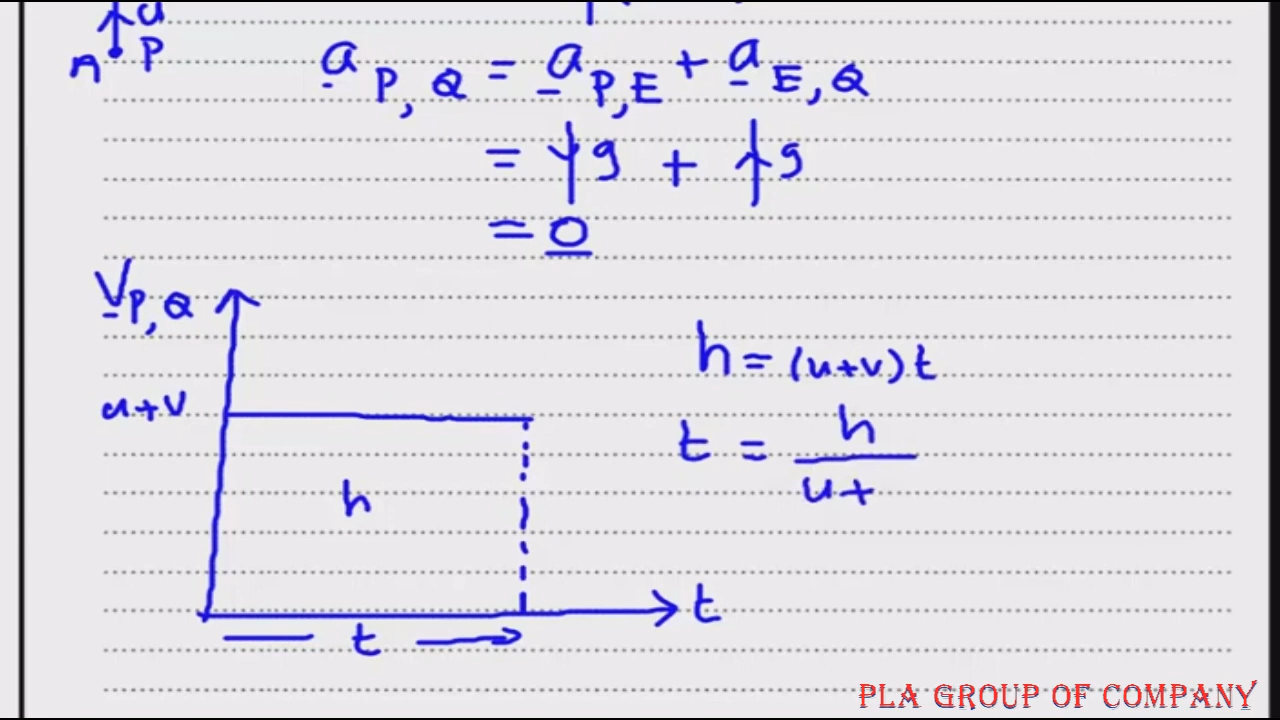 u
A P
a P, Q = a P,E + a E, Q
= ↓g + ↑g
= 0
V P, Q
h = (u+v) t
u+v
t = h / u +
h
t
t
PLA GROUP OF COMPANY